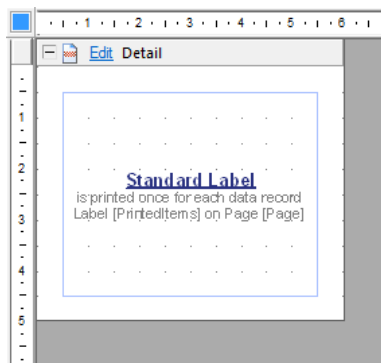 1 2 3 4 5 6
Edit Detail
1
2
Standard Label
is printed once for each data record
3
Label [PrintedItems] on Page [Page]
4
5